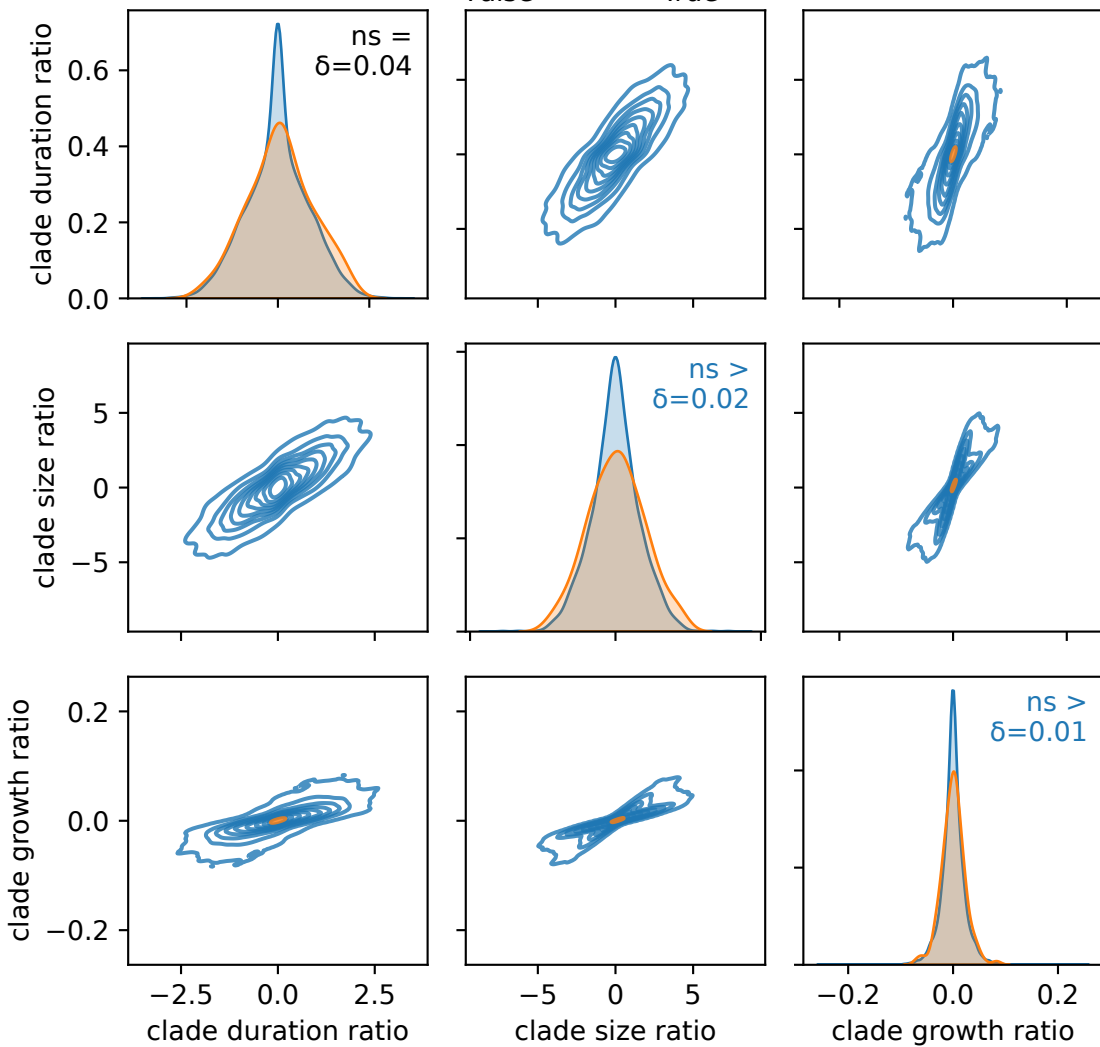 clade duration ratio
0.6
0.4
0.2
0.0
ns =
δ=0.04
clade size ratio
5
0
−5
ns >
δ=0.02
clade growth ratio
0.2
0.0
−0.2
ns >
δ=0.01
−2.5 0.0 2.5
−5 0 5
−0.2 0.0 0.2
clade duration ratio
clade size ratio
clade growth ratio